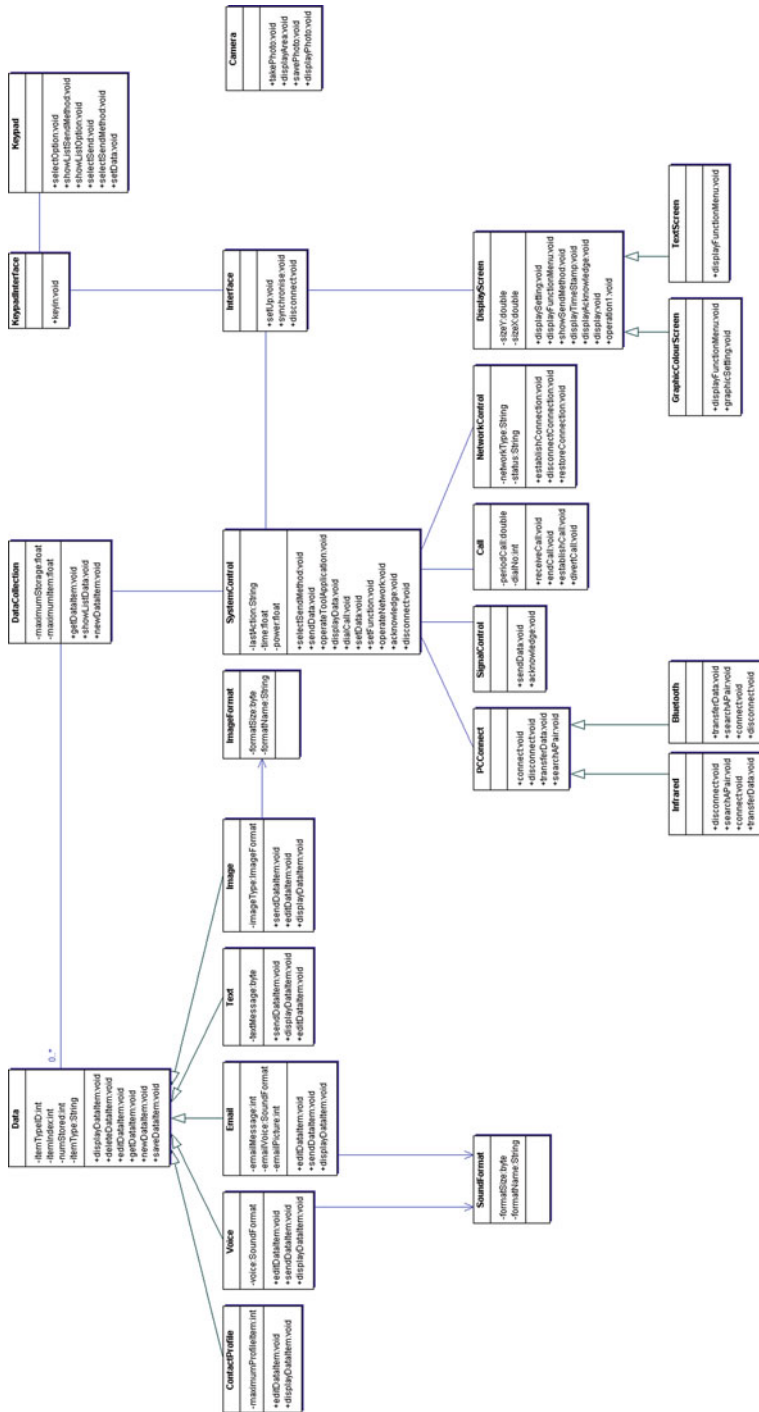 Data
-itemTypeID:int
-itemIndex:int
-numStored:int
-itemType:String
+displayDataItem:void
+deleteDataItem:void
+editDataItem:void
+getDataItem:void
+newDataItem:void
+saveDataItem:void
0..*
DataCollection
-maximumStorage:float
-maximumItem:float
+getDataItem:void
+showListData:void
+newDataItem:void
KeypadInterface
+keyIn:void
Keypad
+selectOption:void
+showListSendMethod:void
+showListOption:void
+selectSend:void
+selectSendMethod:void
+setData:void
ContactProfile
-maximumProfileItem:int
+editDataItem:void
+displayDataItem:void
Voice
-voice:SoundFormat
+editDataItem:void
+sendDataItem:void
+displayDataItem:void
Email
-emailMessage:int
-emailVoice:SoundFormat
-emailPicture:int
+editDataItem:void
+sendDataItem:void
+displayDataItem:void
Text
-textMessage:byte
+sendDataItem:void
+displayDataItem:void
+editDataItem:void
Image
-imageType:ImageFormat
+sendDataItem:void
+editDataItem:void
+displayDataItem:void
ImageFormat
-formatSize:byte
-formatName:String
SystemControl
-lastAction:String
-time:float
-power:float
+selectSendMethod:void
+sendData:void
+operateToolApplication:void
+displayData:void
+dialCall:void
+setData:void
+setFunction:void
+operateNetwork:void
+acknowledge:void
+disconnect:void
Interface
+setUp:void
+synchronise:void
+disconnect:void
Camera
+takePhoto:void
+displayArea:void
+savePhoto:void
+displayPhoto:void
SoundFormat
-formatSize:byte
-formatName:String
PCConnect
+connect:void
+disconnect:void
+transferData:void
+searchAPair:void
SignalControl
+sendData:void
+acknowledge:void
Call
-periodCall:double
-dialNo:int
+receiveCall:void
+endCall:void
+establishCall:void
+divertCall:void
NetworkControl
-networkType:String
-status:String
+establishConnection:void
+disconnectConnection:void
+restoreConnection:void
DisplayScreen
-sizeY:double
-sizeX:double
+displaySetting:void
+displayFunctionMenu:void
+showSendMethod:void
+displayTimeStamp:void
+displayAcknowledge:void
+display:void
+operation1:void
Infrared
+disconnect:void
+searchAPair:void
+connect:void
+transferData:void
Bluetooth
+transferData:void
+searchAPair:void
+connect:void
+disconnect:void
GraphicColourScreen
+displayFunctionMenu:void
+graphicSetting:void
TextScreen
+displayFunctionMenu:void